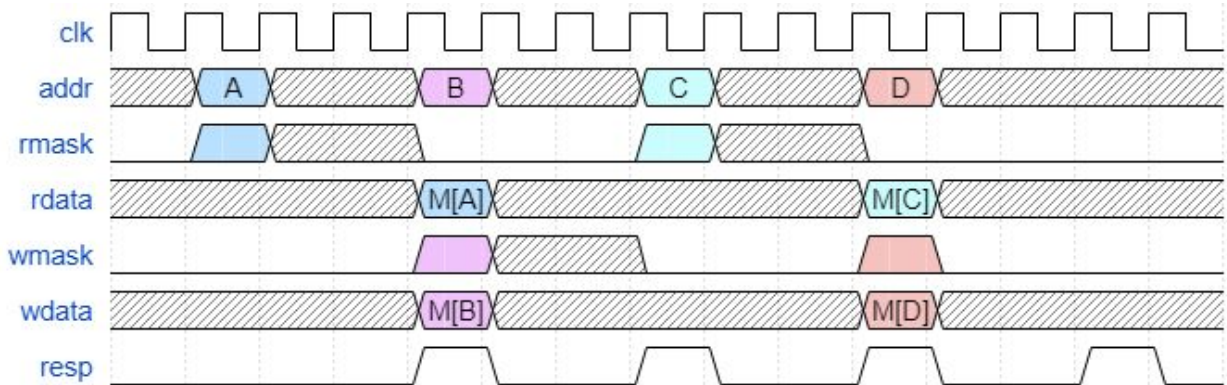 clk
addr A B C D
rmask
rdata M[A] M[C]
wmask
wdata M[B] M[D]
resp